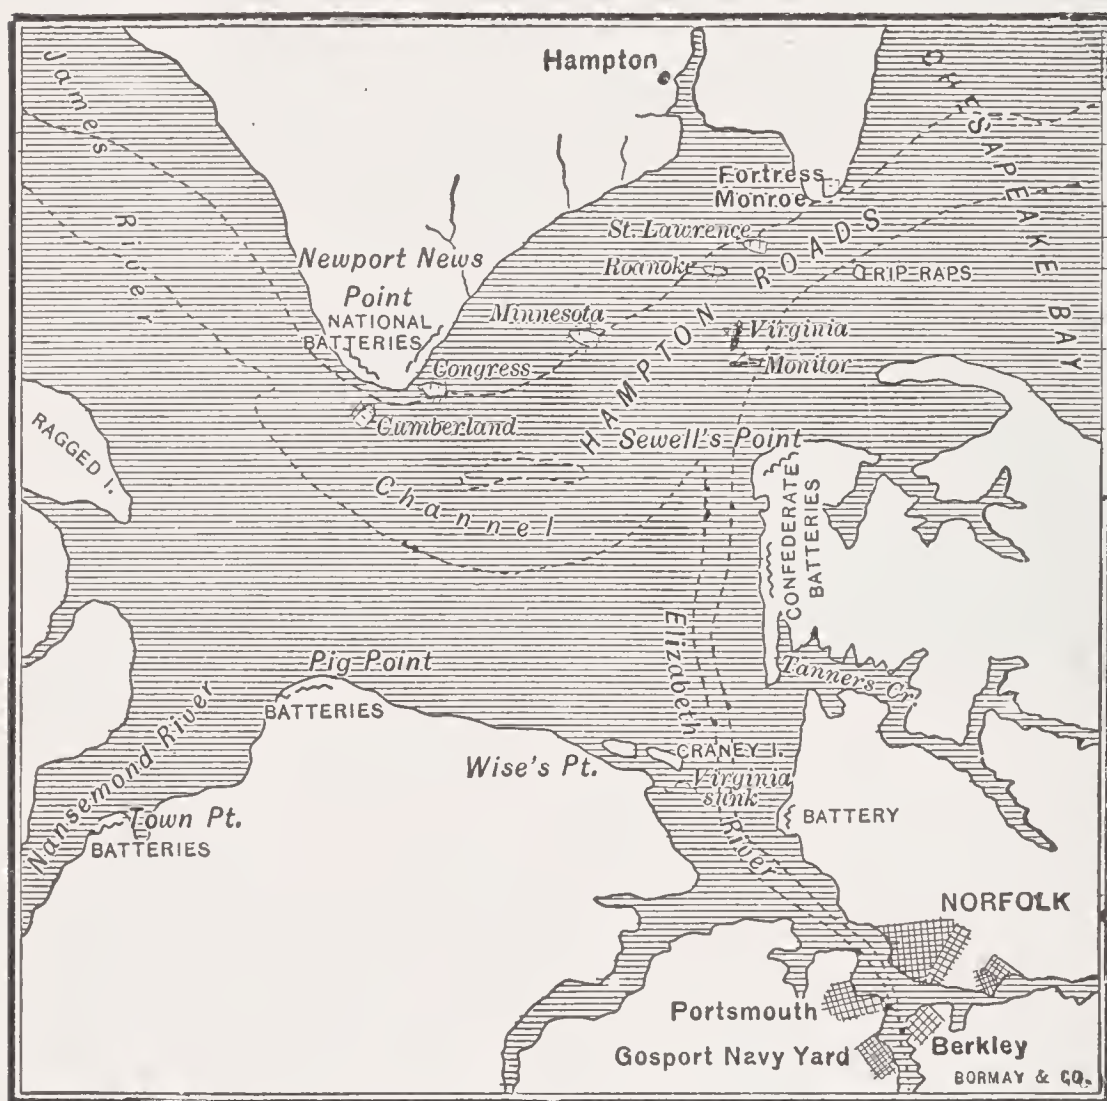 Hampton
CHESAPEAKE BAY
James River
Fortress
Monroe
St. Lawrence
HAMPTON ROADS
Roanoke
RIP RAPS
Newport News
Point
NATIONAL
BATTERIES
Minnesota
Virginia
Monitor
Congress
Cumberland
RAGGED I.
Sewell's Point
Channel
CONFEDERATE
BATTERIES
Elizabeth River
Pig Point
BATTERIES
Tanners Cr.
Nansemond River
Wise's Pt.
CRANEY I.
Virginia
sunk
Town Pt.
BATTERIES
BATTERY
NORFOLK
Portsmouth
Gosport Navy Yard
Berkley
BORMAY & CO.